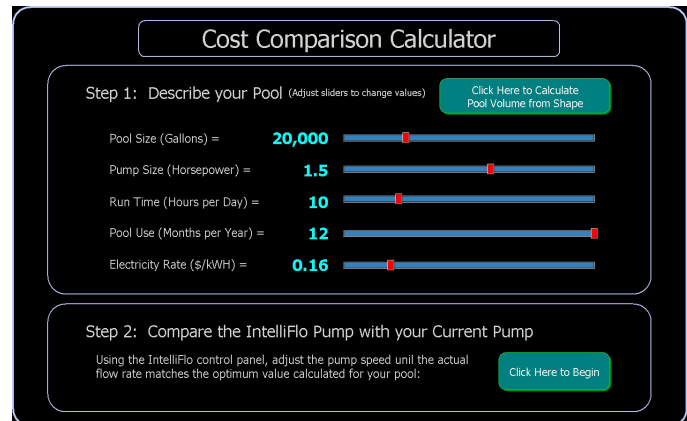 Cost Comparison Calculator
Step 1:  Describe your Pool (Adjust sliders to change values)
Click Here to Calculate
Pool Volume from Shape
Pool Size (Gallons) = 20,000
Pump Size (Horsepower) = 1.5
Run Time (Hours per Day) = 10
Pool Use (Months per Year) = 12
Electricity Rate ($/kWH) = 0.16
Step 2:  Compare the IntelliFlo Pump with your Current Pump
Using the IntelliFlo control panel, adjust the pump speed unil the actual
flow rate matches the optimum value calculated for your pool:
Click Here to Begin